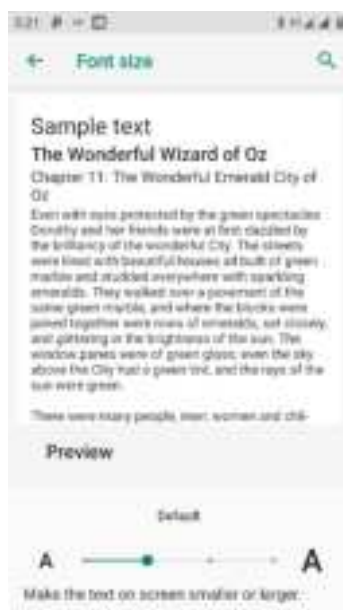 3:21
Font size
Sample text
The Wonderful Wizard of Oz
Chapter 11: The Wonderful Emerald City of
Oz
Even with eyes protected by the green spectacles
Dorothy and her friends were at first dazzled by
the brilliancy of the wonderful City. The streets
were lined with beautiful houses all built of green
marble and studded everywhere with sparkling
emeralds. They walked over a pavement of the
same green marble, and where the blocks were
joined together were rows of emeralds, set closely,
and glittering in the brightness of the sun. The
window panes were of green glass; even the sky
above the City had a green tint, and the rays of the
sun were green.
There were many people, men, women and chil-
Preview
Default
A A
Make the text on screen smaller or larger.